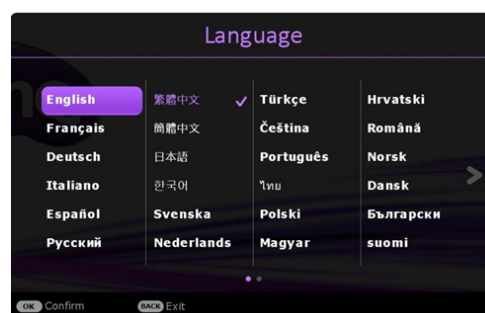 Language
English
Français
Deutsch
Italiano
Español
Русский
繁體中文
簡體中文
日本語
한국어
Svenska
Nederlands
Türkçe
Čeština
Português
ไทย
Polski
Magyar
Hrvatski
Română
Norsk
Dansk
Български
suomi
OK Confirm
BACK Exit